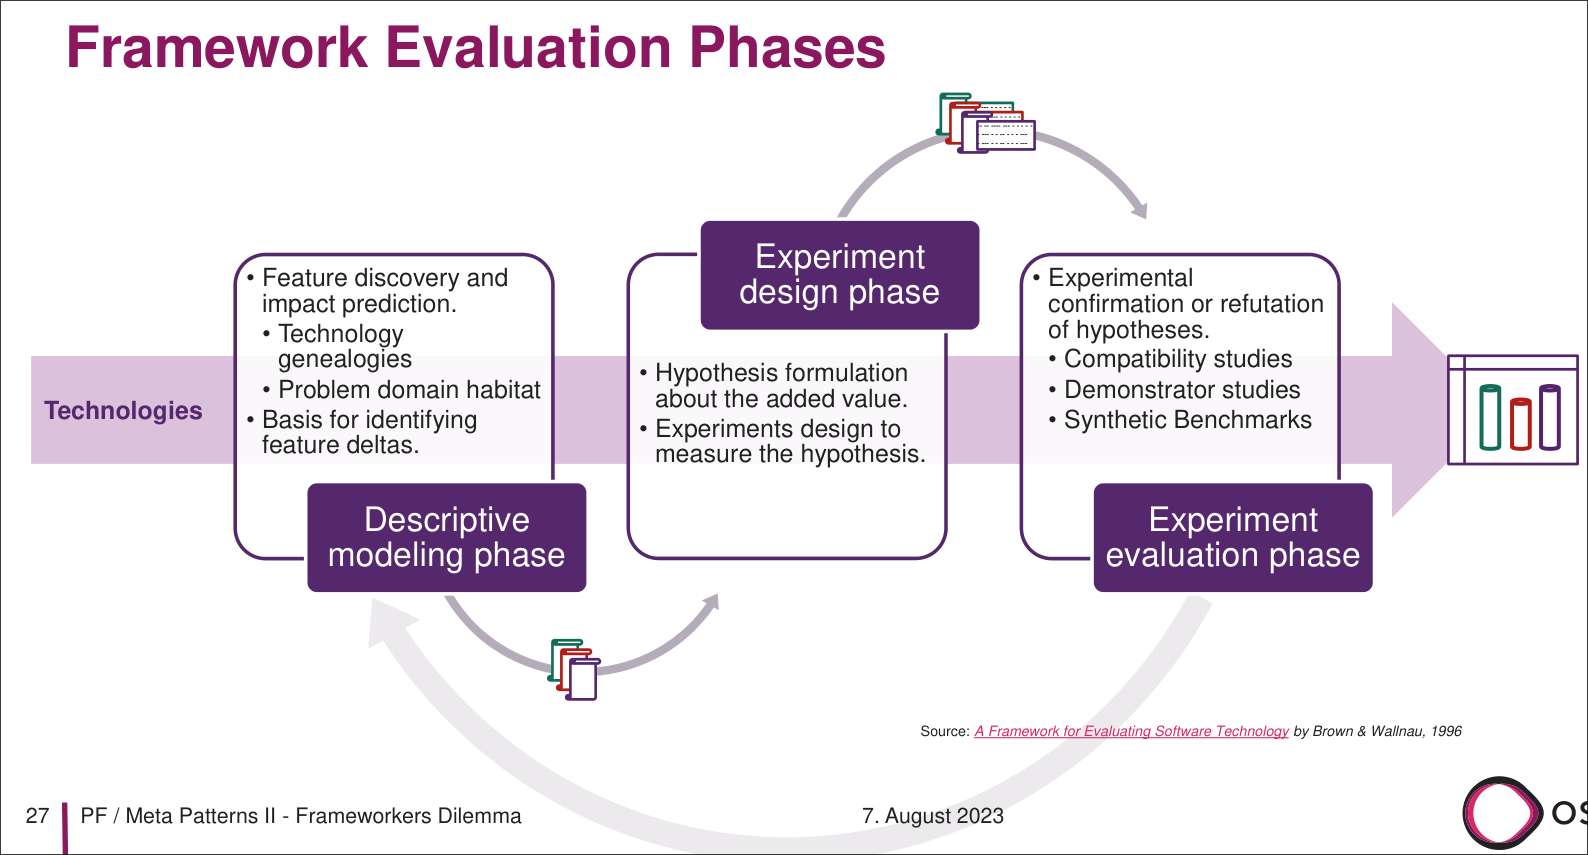 Framework Evaluation Phases
Technologies
• Feature discovery and
impact prediction.
• Technology
genealogies
• Problem domain habitat
• Basis for identifying
feature deltas.
Descriptive
modeling phase
Experiment
design phase
• Hypothesis formulation
about the added value.
• Experiments design to
measure the hypothesis.
• Experimental
confirmation or refutation
of hypotheses.
• Compatibility studies
• Demonstrator studies
• Synthetic Benchmarks
Experiment
evaluation phase
Source: A Framework for Evaluating Software Technology by Brown & Wallnau, 1996
27 PF / Meta Patterns II - Frameworkers Dilemma 7. August 2023
OS